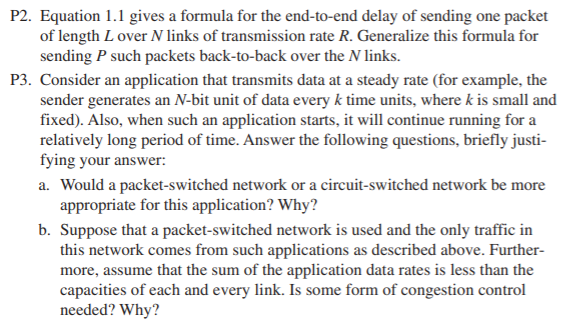 P2. Equation 1.1 gives a formula for the end-to-end delay of sending one packet
of length L over N links of transmission rate R. Generalize this formula for
sending P such packets back-to-back over the N links.
P3. Consider an application that transmits data at a steady rate (for example, the
sender generates an N-bit unit of data every k time units, where k is small and
fixed). Also, when such an application starts, it will continue running for a
relatively long period of time. Answer the following questions, briefly justi-
fying your answer:
a. Would a packet-switched network or a circuit-switched network be more
appropriate for this application? Why?
b. Suppose that a packet-switched network is used and the only traffic in
this network comes from such applications as described above. Further-
more, assume that the sum of the application data rates is less than the
capacities of each and every link. Is some form of congestion control
needed? Why?